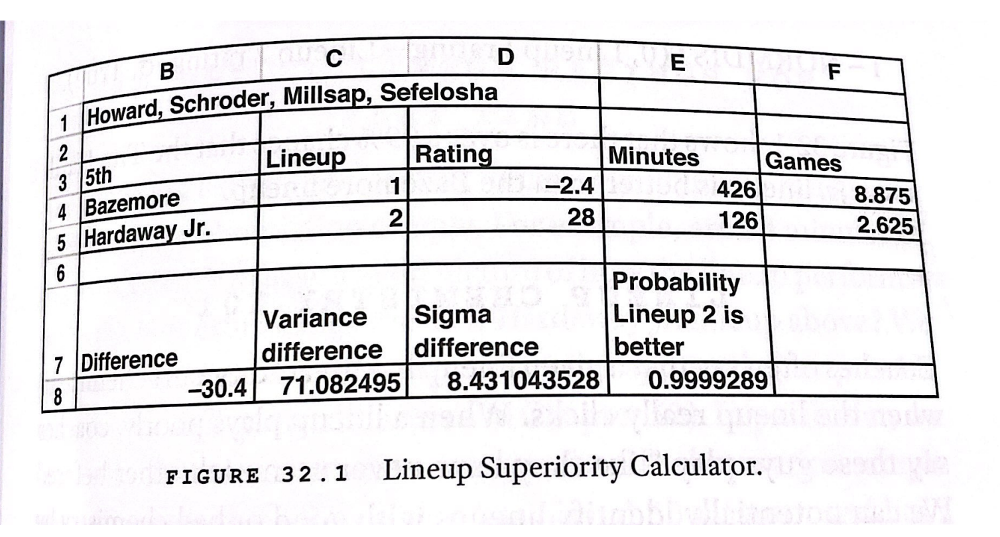 B C D E F
1 Howard, Schroder, Millsap, Sefelosha
2
3 5th Lineup Rating Minutes Games
4 Bazemore 1 −2.4 426 8.875
5 Hardaway Jr. 2 28 126 2.625
6
7 Difference Variance difference Sigma difference Probability Lineup 2 is better
8 −30.4 71.082495 8.431043528 0.9999289
FIGURE 32.1 Lineup Superiority Calculator.